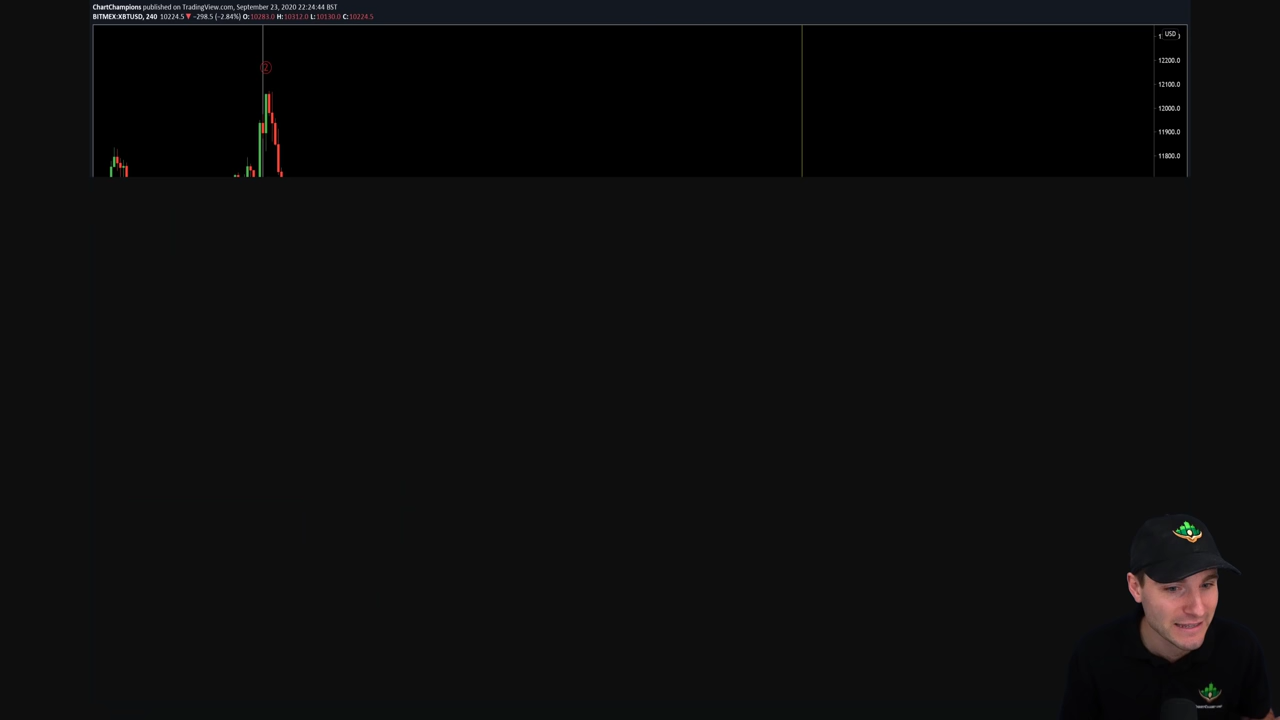 ChartChampions published on TradingView.com, September 23, 2020 22:24:44 BST
BITMEX:XBTUSD, 240 10224.5▼ −298.5 (−2.84%) O:10283.0 H:10312.0 L:10130.0 C:10224.5
USD
2
12200.0
12100.0
12000.0
11900.0
11800.0